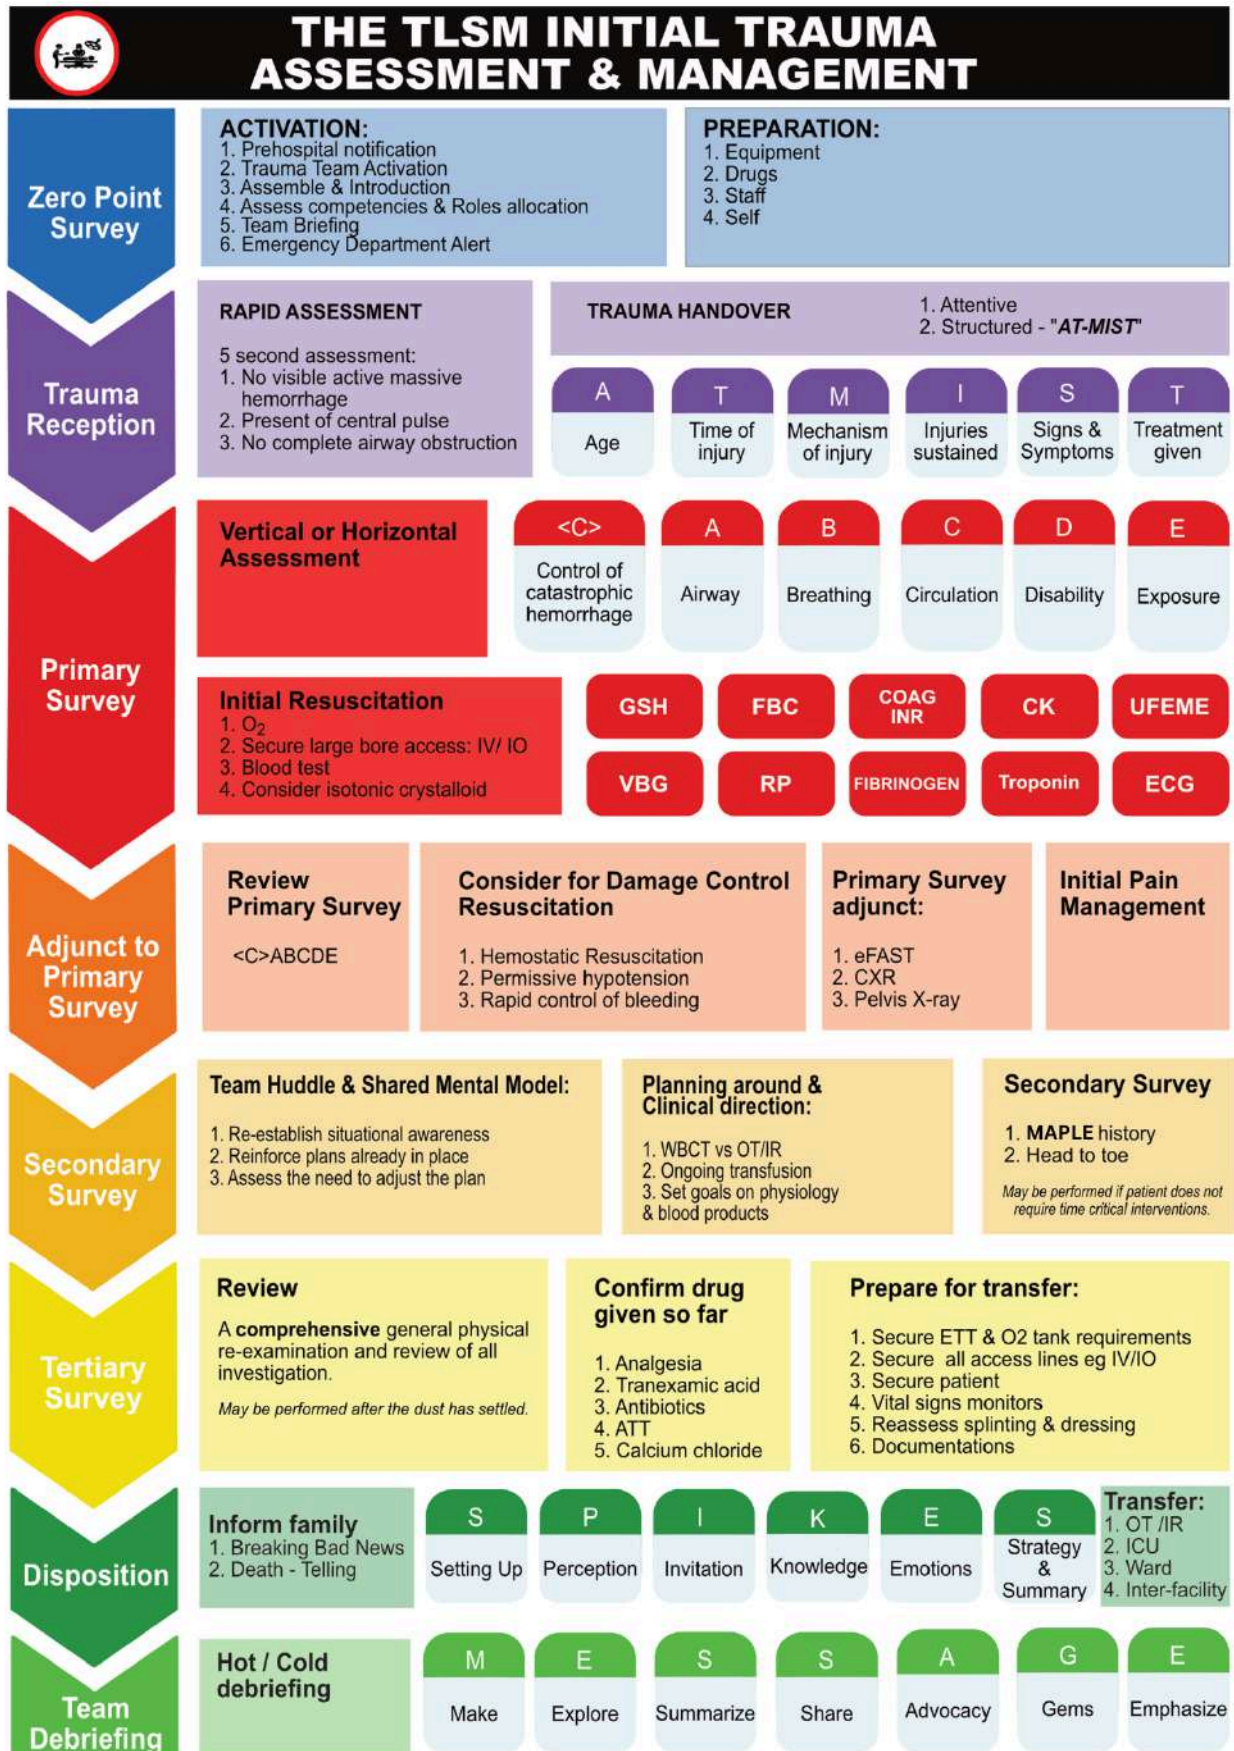 THE TLSM INITIAL TRAUMA
ASSESSMENT & MANAGEMENT
Zero Point
Survey
ACTIVATION:
1. Prehospital notification
2. Trauma Team Activation
3. Assemble & Introduction
4. Assess competencies & Roles allocation
5. Team Briefing
6. Emergency Department Alert
PREPARATION:
1. Equipment
2. Drugs
3. Staff
4. Self
Trauma
Reception
RAPID ASSESSMENT
5 second assessment:
1. No visible active massive
hemorrhage
2. Present of central pulse
3. No complete airway obstruction
TRAUMA HANDOVER
1. Attentive
2. Structured - "AT-MIST"
A
Age
T
Time of
injury
M
Mechanism
of injury
I
Injuries
sustained
S
Signs &
Symptoms
T
Treatment
given
Primary
Survey
Vertical or Horizontal
Assessment
<C>
Control of
catastrophic
hemorrhage
A
Airway
B
Breathing
C
Circulation
D
Disability
E
Exposure
Initial Resuscitation
1. O2
2. Secure large bore access: IV/ IO
3. Blood test
4. Consider isotonic crystalloid
GSH
FBC
COAG
INR
CK
UFEME
VBG
RP
FIBRINOGEN
Troponin
ECG
Adjunct to
Primary
Survey
Review
Primary Survey
<C>ABCDE
Consider for Damage Control
Resuscitation
1. Hemostatic Resuscitation
2. Permissive hypotension
3. Rapid control of bleeding
Primary Survey
adjunct:
1. eFAST
2. CXR
3. Pelvis X-ray
Initial Pain
Management
Secondary
Survey
Team Huddle & Shared Mental Model:
1. Re-establish situational awareness
2. Reinforce plans already in place
3. Assess the need to adjust the plan
Planning around &
Clinical direction:
1. WBCT vs OT/IR
2. Ongoing transfusion
3. Set goals on physiology
& blood products
Secondary Survey
1. MAPLE history
2. Head to toe
May be performed if patient does not
require time critical interventions.
Tertiary
Survey
Review
A comprehensive general physical
re-examination and review of all
investigation.
May be performed after the dust has settled.
Confirm drug
given so far
1. Analgesia
2. Tranexamic acid
3. Antibiotics
4. ATT
5. Calcium chloride
Prepare for transfer:
1. Secure ETT & O2 tank requirements
2. Secure all access lines eg IV/IO
3. Secure patient
4. Vital signs monitors
5. Reassess splinting & dressing
6. Documentations
Disposition
Inform family
1. Breaking Bad News
2. Death - Telling
S
Setting Up
P
Perception
I
Invitation
K
Knowledge
E
Emotions
S
Strategy
&
Summary
Transfer:
1. OT /IR
2. ICU
3. Ward
4. Inter-facility
Team
Debriefing
Hot / Cold
debriefing
M
Make
E
Explore
S
Summarize
S
Share
A
Advocacy
G
Gems
E
Emphasize